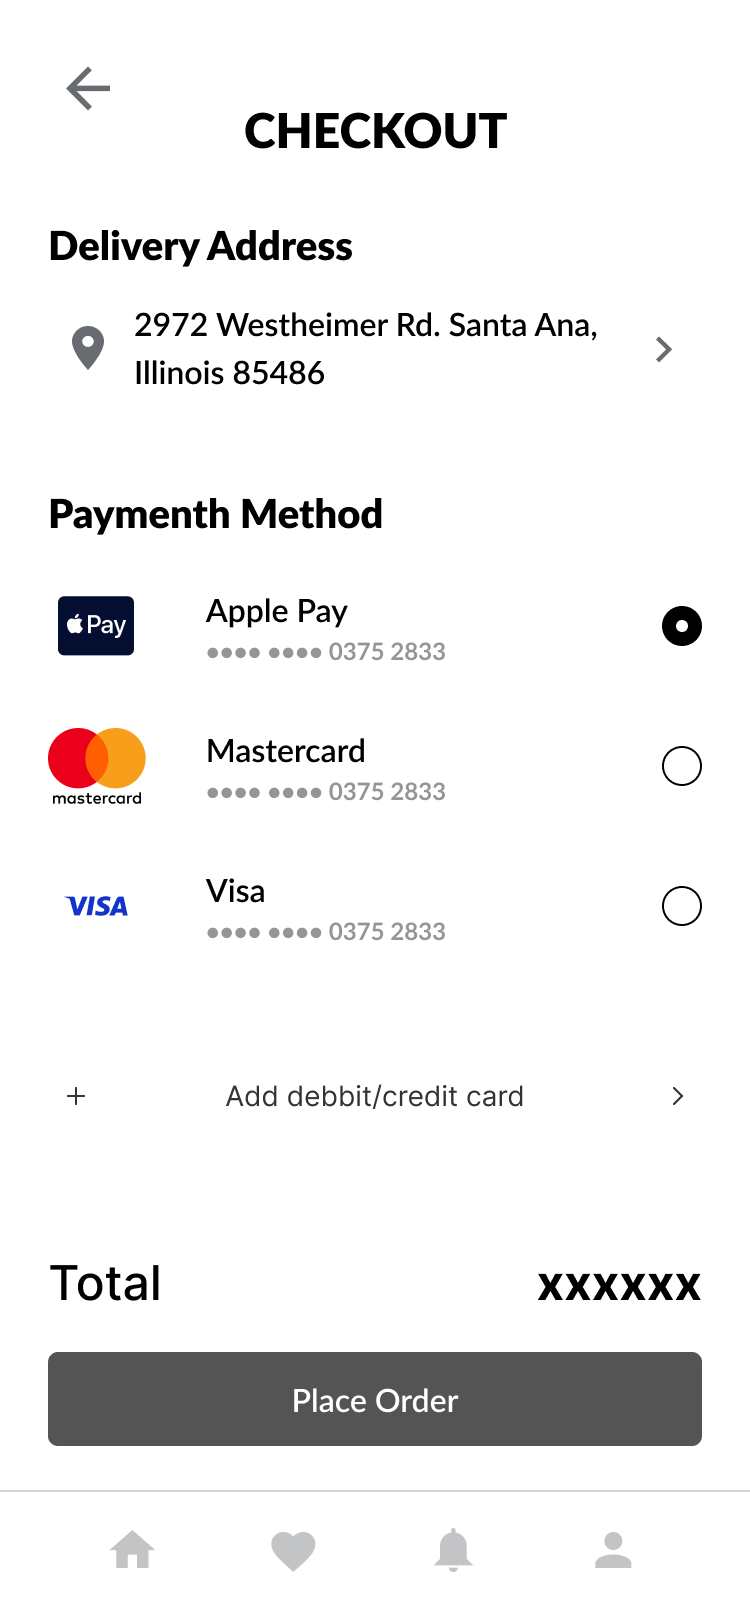 CHECKOUT
Delivery Address
2972 Westheimer Rd. Santa Ana,
Illinois 85486
Paymenth Method
Pay
Apple Pay
•••• •••• 0375 2833
mastercard
Mastercard
•••• •••• 0375 2833
VISA
Visa
•••• •••• 0375 2833
+ Add debbit/credit card
Total xxxxxx
Place Order